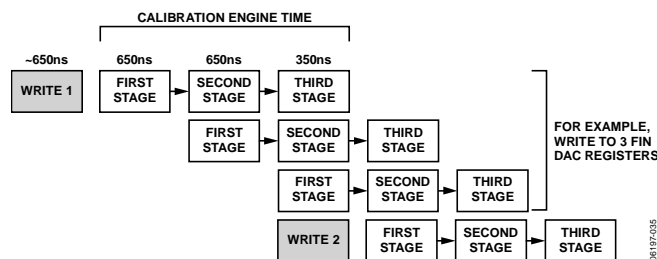 CALIBRATION ENGINE TIME
~650ns 650ns 650ns 350ns
WRITE 1 FIRST STAGE SECOND STAGE THIRD STAGE
FIRST STAGE SECOND STAGE THIRD STAGE
FOR EXAMPLE,
WRITE TO 3 FIN
DAC REGISTERS
FIRST STAGE SECOND STAGE THIRD STAGE
WRITE 2 FIRST STAGE SECOND STAGE THIRD STAGE
06197-035